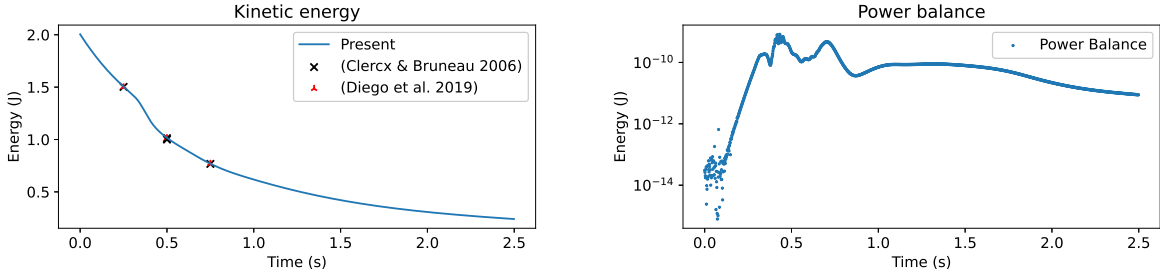 Kinetic energy
Energy (J)
2.0
1.5
1.0
0.5
Present
(Clercx & Bruneau 2006)
(Diego et al. 2019)
0.0 0.5 1.0 1.5 2.0 2.5
Time (s)
Power balance
Energy (J)
10⁻¹⁰
10⁻¹²
10⁻¹⁴
Power Balance
0.0 0.5 1.0 1.5 2.0 2.5
Time (s)